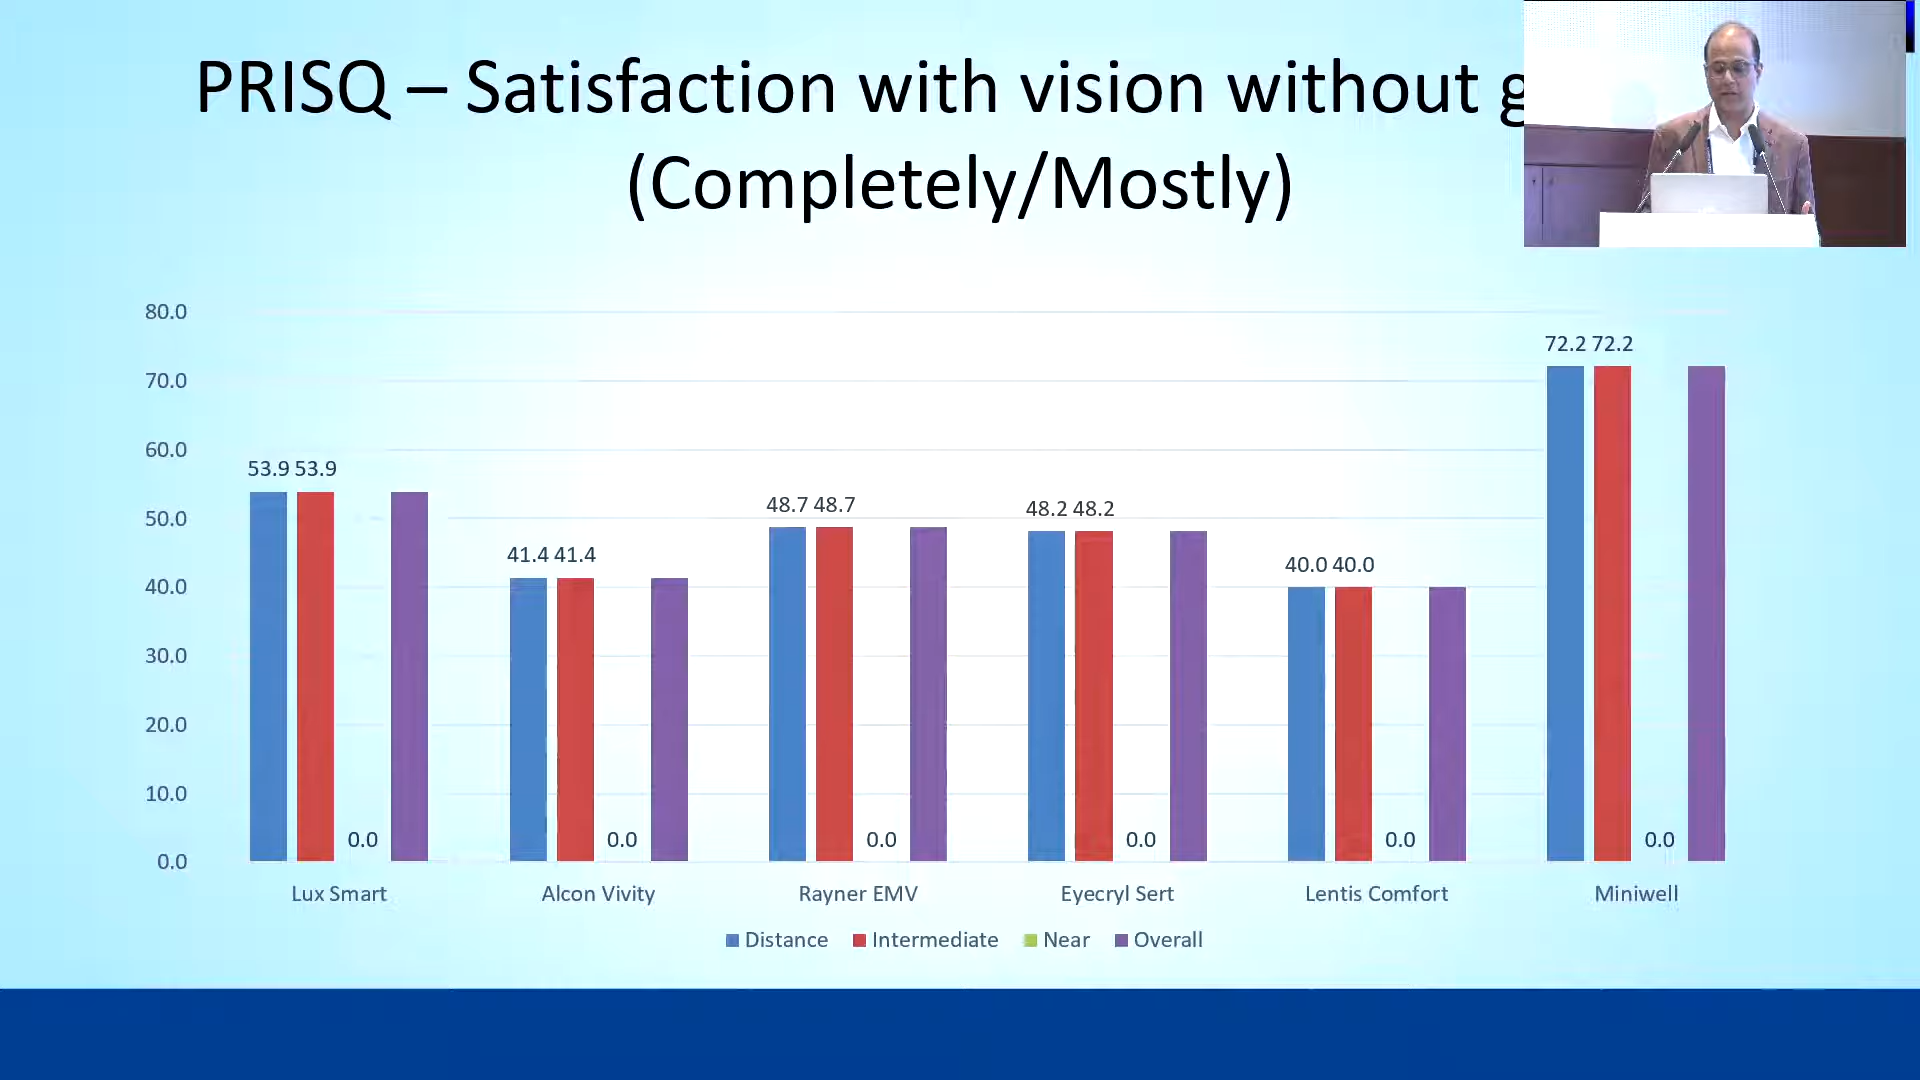 PRISQ – Satisfaction with vision without
(Completely/Mostly)
80.0
70.0
60.0
50.0
40.0
30.0
20.0
10.0
0.0
53.9 53.9 0.0
41.4 41.4 0.0
48.7 48.7 0.0
48.2 48.2 0.0
40.0 40.0 0.0
72.2 72.2 0.0
Lux Smart Alcon Vivity Rayner EMV Eyecryl Sert Lentis Comfort Miniwell
Distance Intermediate Near Overall